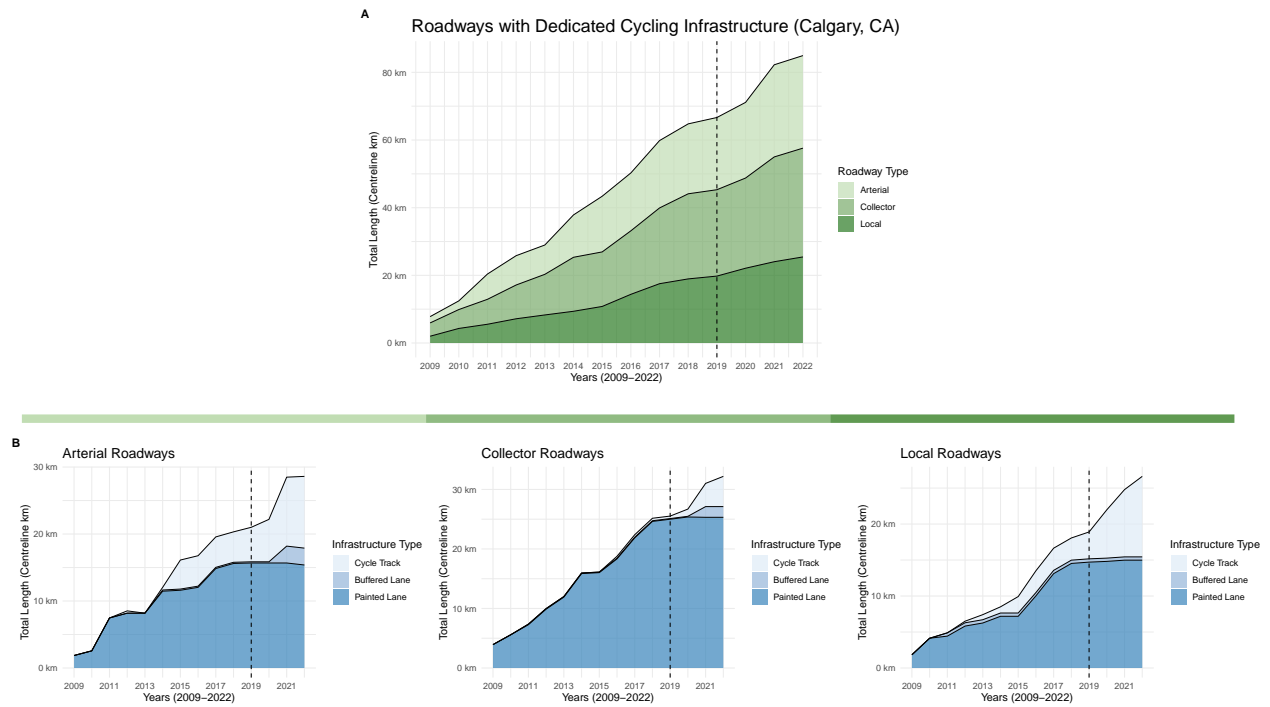 A
Roadways with Dedicated Cycling Infrastructure (Calgary, CA)
Total Length (Centreline km)
80 km
60 km
40 km
20 km
0 km
2009 2010 2011 2012 2013 2014 2015 2016 2017 2018 2019 2020 2021 2022
Years (2009–2022)
Roadway Type
Arterial
Collector
Local
B
Arterial Roadways
Total Length (Centreline km)
30 km
20 km
10 km
0 km
2009 2011 2013 2015 2017 2019 2021
Years (2009–2022)
Infrastructure Type
Cycle Track
Buffered Lane
Painted Lane
Collector Roadways
Total Length (Centreline km)
30 km
20 km
10 km
0 km
2009 2011 2013 2015 2017 2019 2021
Years (2009–2022)
Infrastructure Type
Cycle Track
Buffered Lane
Painted Lane
Local Roadways
Total Length (Centreline km)
20 km
10 km
0 km
2009 2011 2013 2015 2017 2019 2021
Years (2009–2022)
Infrastructure Type
Cycle Track
Buffered Lane
Painted Lane